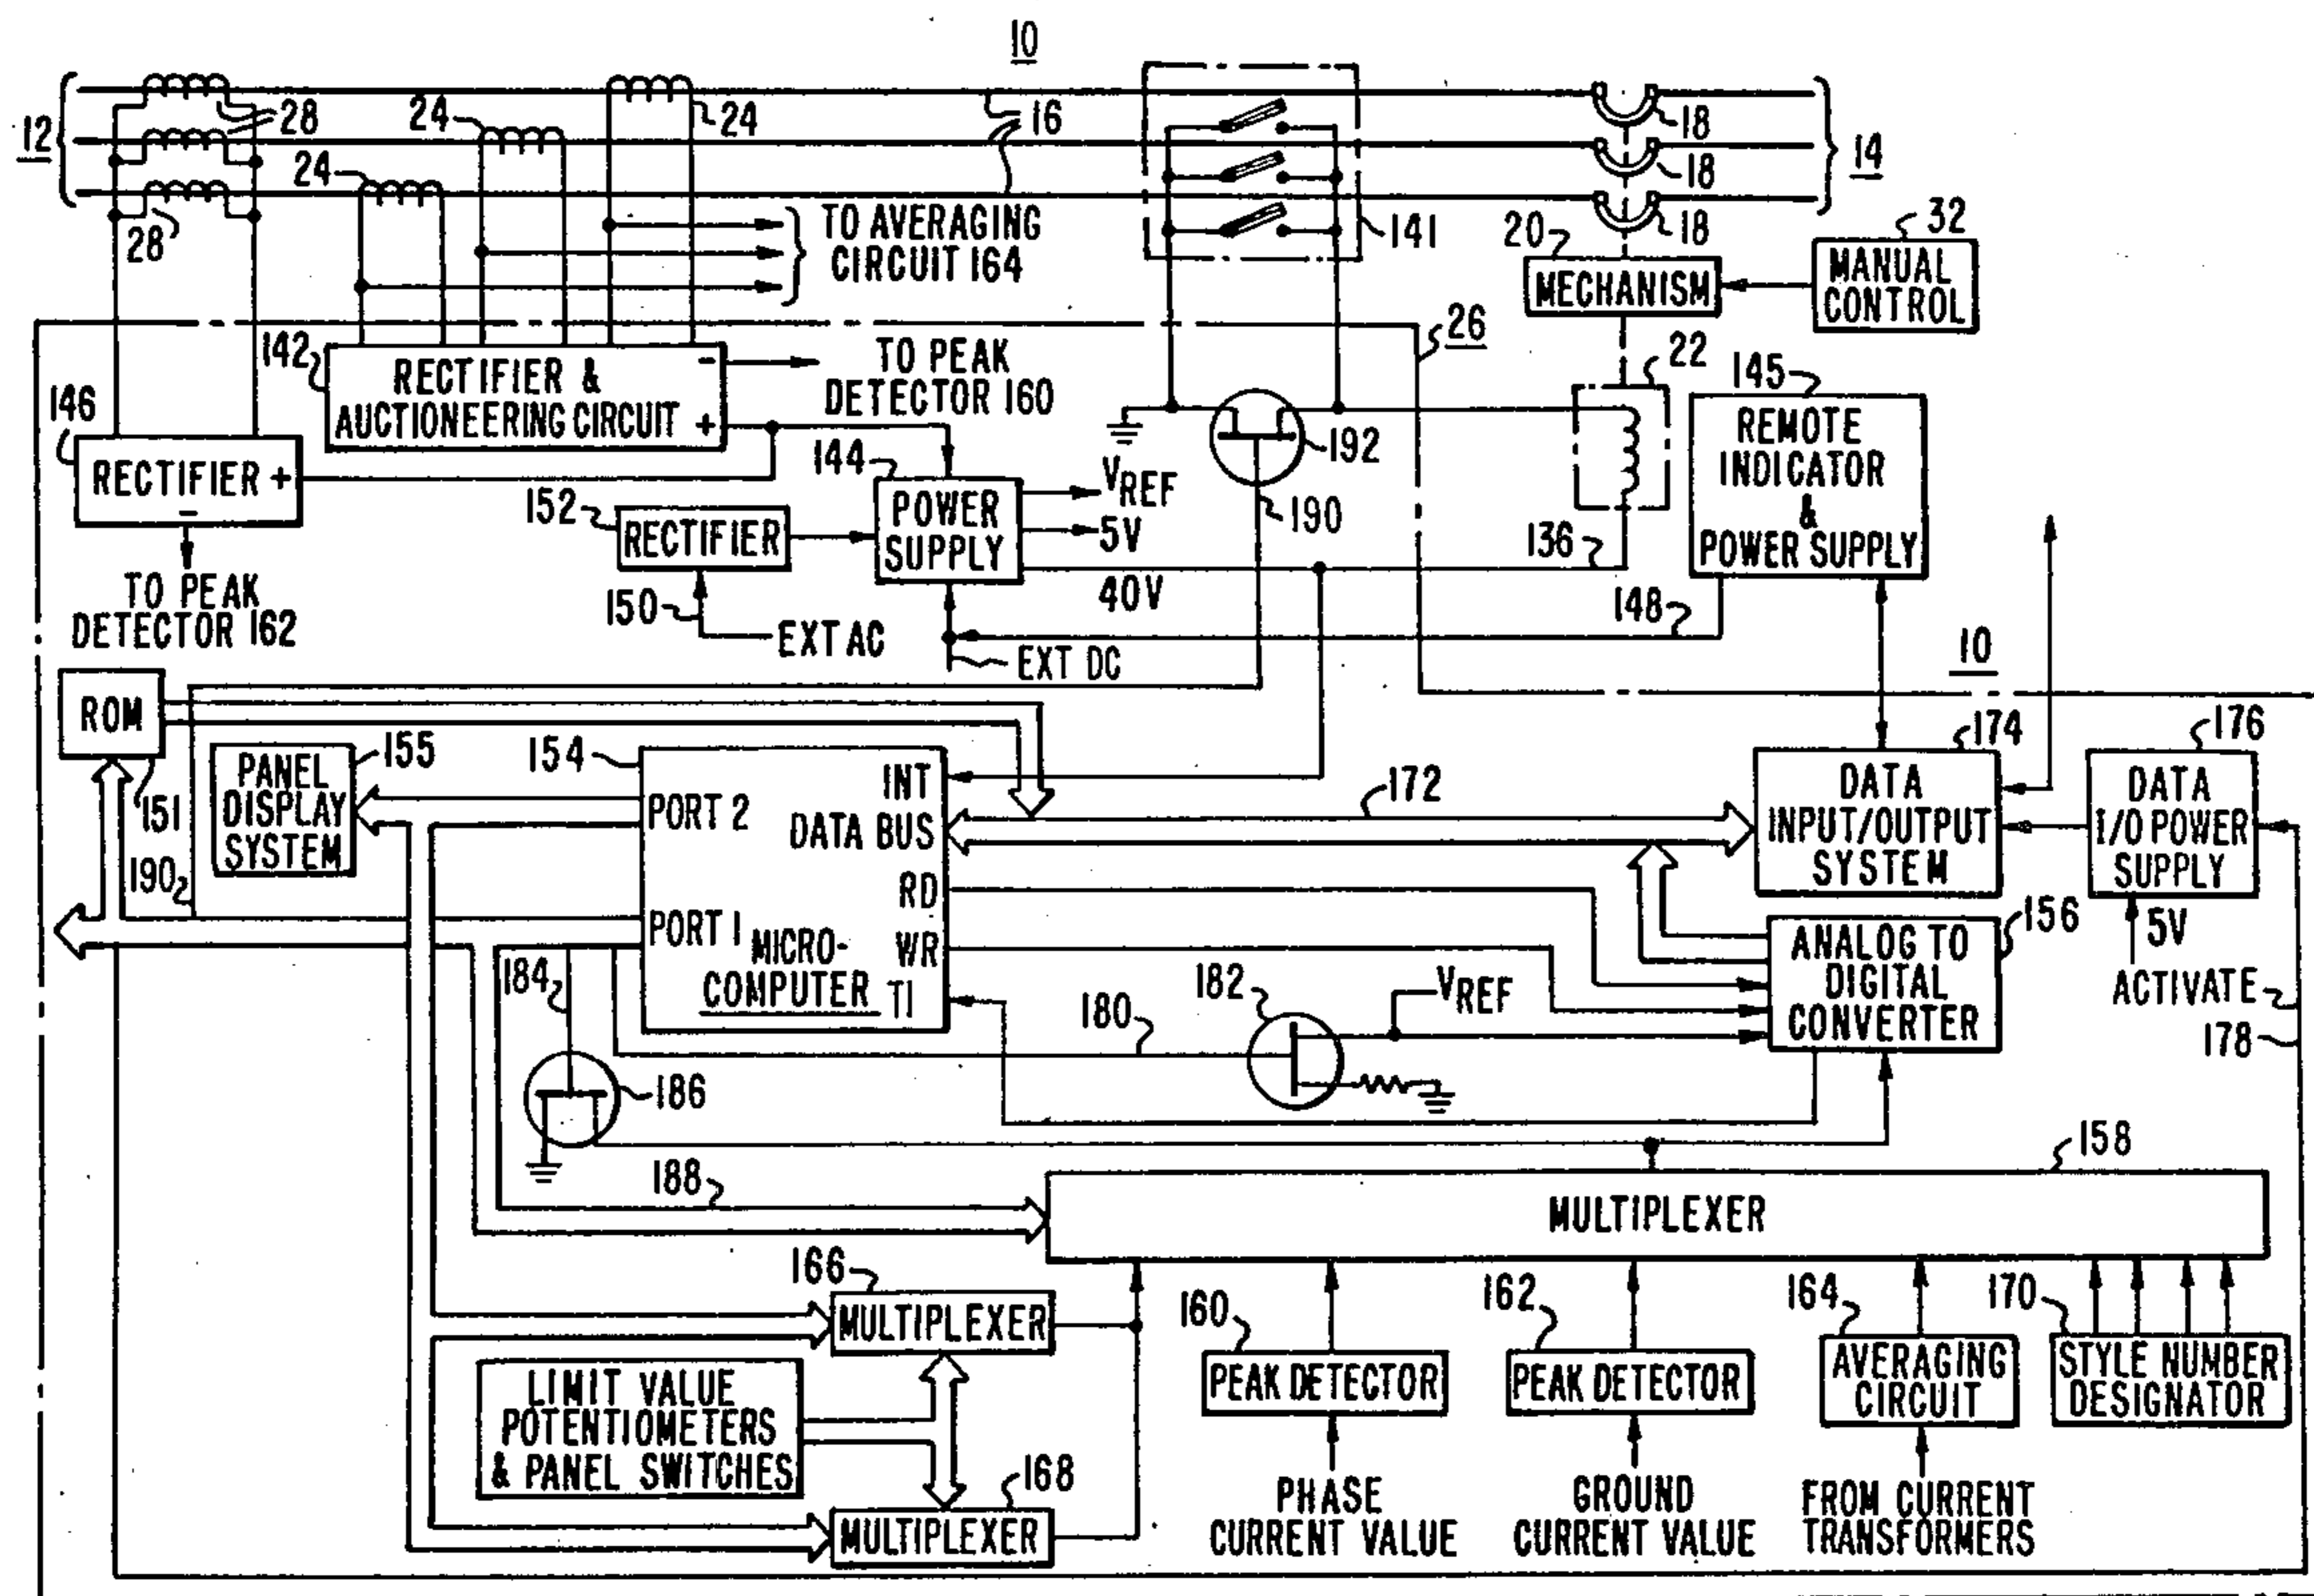 10
12
28
24
24
16
18
14
24
18
28
TO AVERAGING
CIRCUIT 164
141
20
18
32
MECHANISM
MANUAL
CONTROL
26
142
RECTIFIER &
AUCTIONEERING CIRCUIT
-
+
TO PEAK
DETECTOR 160
22
145
146
RECTIFIER +
-
144
POWER
SUPPLY
VREF
5V
40V
192
190
136
REMOTE
INDICATOR
&
POWER SUPPLY
152
RECTIFIER
150
EXT AC
EXT DC
148
TO PEAK
DETECTOR 162
10
ROM
151
155
PANEL
DISPLAY
SYSTEM
190
154
INT
PORT 2
DATA BUS
RD
PORT 1
WR
MICRO-
COMPUTER
T1
172
174
DATA
INPUT/OUTPUT
SYSTEM
176
DATA
I/O POWER
SUPPLY
5V
ACTIVATE
178
156
ANALOG TO
DIGITAL
CONVERTER
184
186
180
182
VREF
158
188
MULTIPLEXER
166
MULTIPLEXER
LIMIT VALUE
POTENTIOMETERS
& PANEL SWITCHES
168
MULTIPLEXER
160
PEAK DETECTOR
PHASE
CURRENT VALUE
162
PEAK DETECTOR
GROUND
CURRENT VALUE
164
AVERAGING
CIRCUIT
FROM CURRENT
TRANSFORMERS
170
STYLE NUMBER
DESIGNATOR